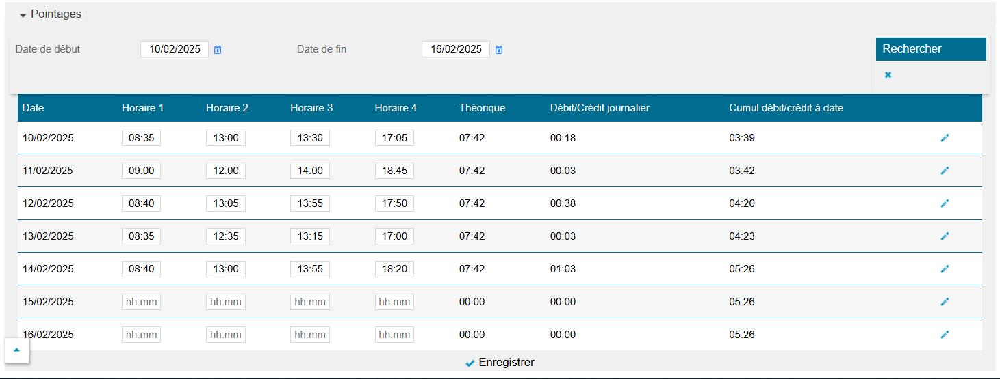 Pointages
Date de début 10/02/2025 Date de fin 16/02/2025 Rechercher
Date Horaire 1 Horaire 2 Horaire 3 Horaire 4 Théorique Débit/Crédit journalier Cumul débit/crédit à date
10/02/2025 08:35 13:00 13:30 17:05 07:42 00:18 03:39
11/02/2025 09:00 12:00 14:00 18:45 07:42 00:03 03:42
12/02/2025 08:40 13:05 13:55 17:50 07:42 00:38 04:20
13/02/2025 08:35 12:35 13:15 17:00 07:42 00:03 04:23
14/02/2025 08:40 13:00 13:55 18:20 07:42 01:03 05:26
15/02/2025 hh:mm hh:mm hh:mm hh:mm 00:00 00:00 05:26
16/02/2025 hh:mm hh:mm hh:mm hh:mm 00:00 00:00 05:26
Enregistrer